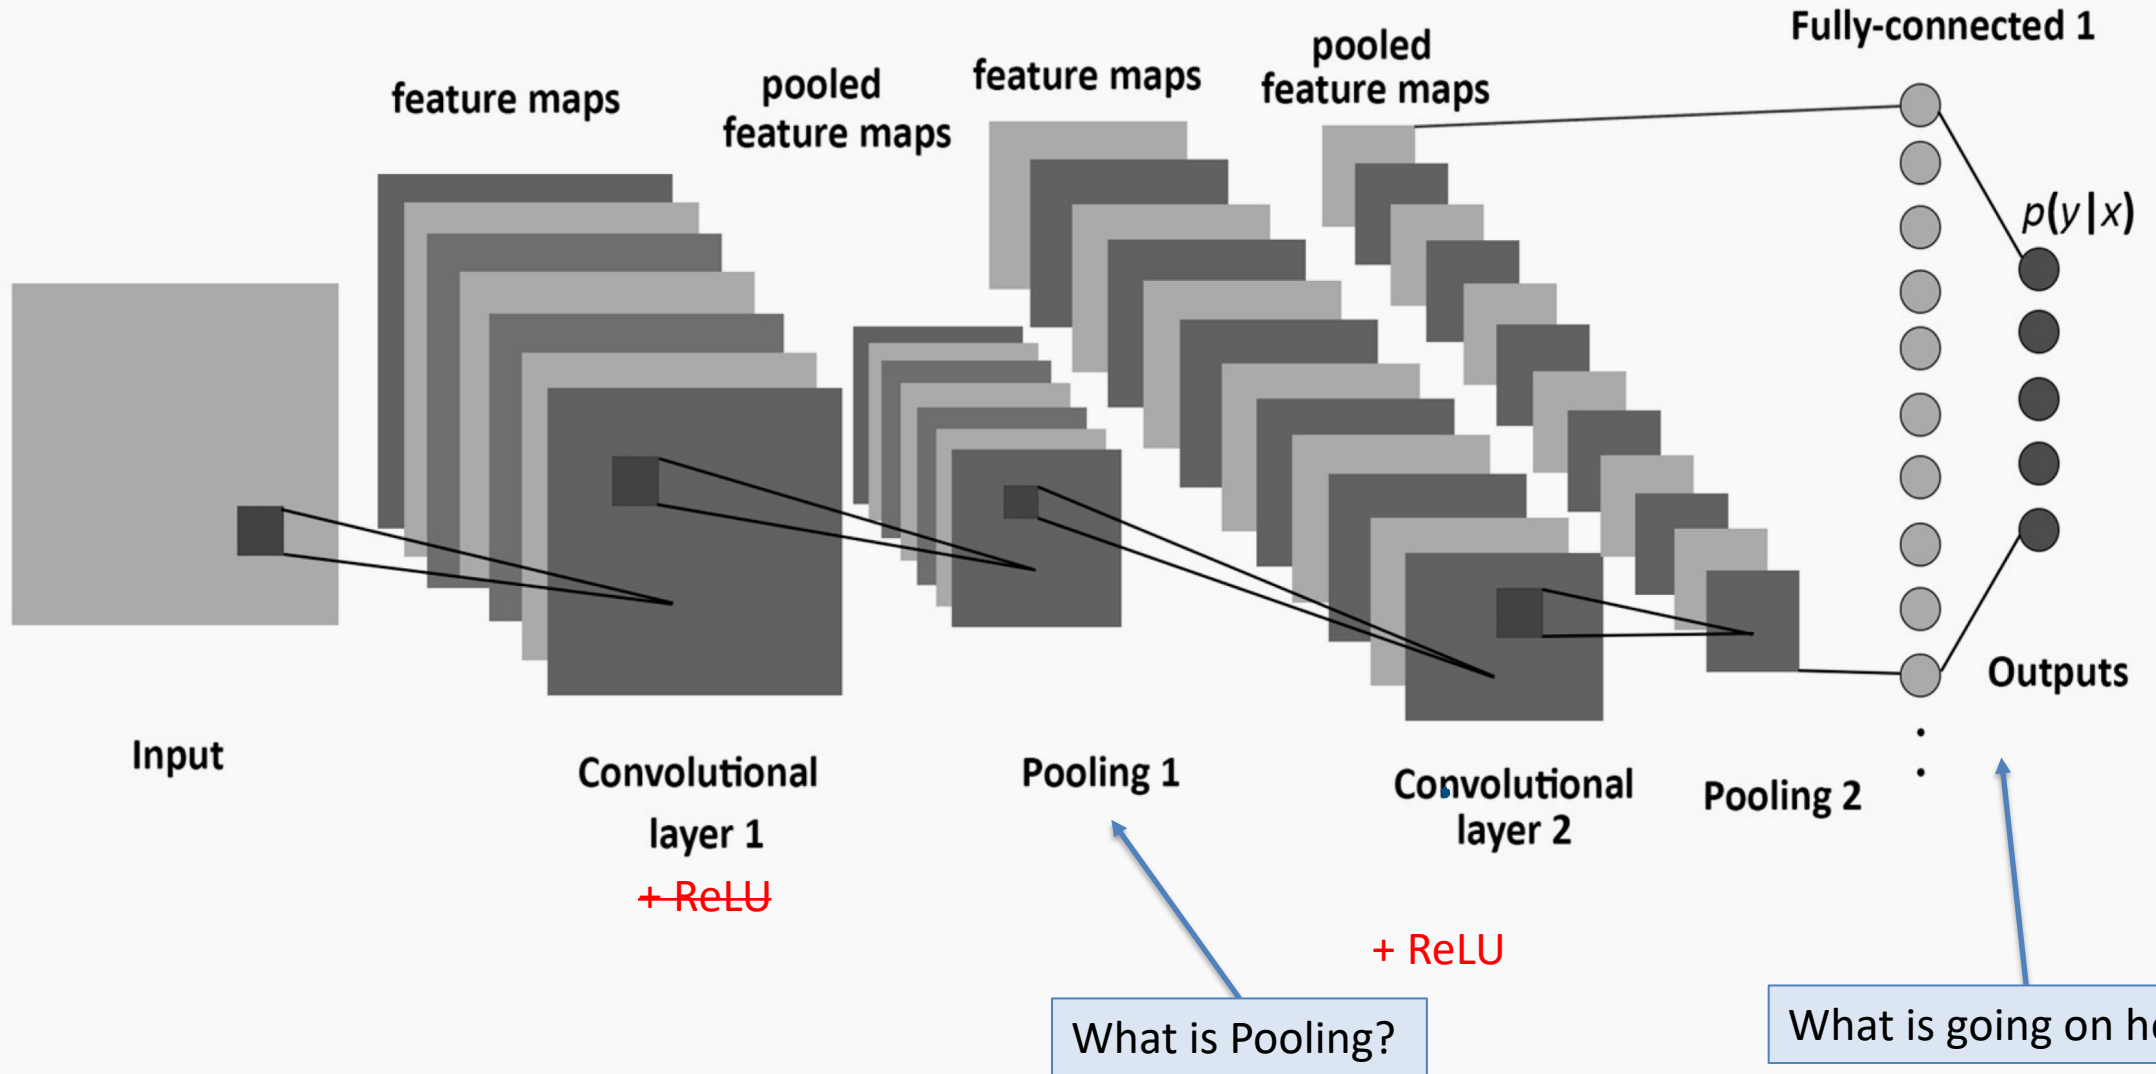 Fully-connected 1
feature maps
pooled
feature maps
feature maps
pooled
feature maps
p(y|x)
Input
Convolutional
layer 1
+ ReLU
Pooling 1
Convolutional
layer 2
+ ReLU
Pooling 2
Outputs
What is Pooling?
What is going on